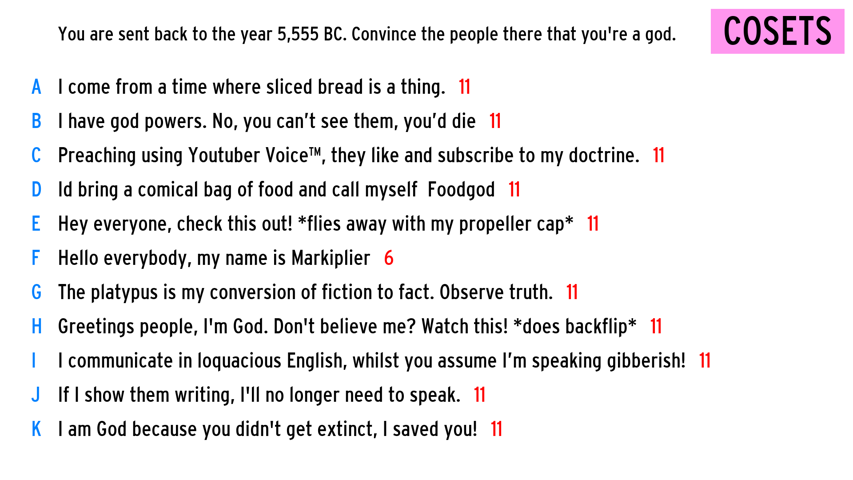 You are sent back to the year 5,555 BC. Convince the people there that you're a god.
COSETS
A I come from a time where sliced bread is a thing. 11
B I have god powers. No, you can’t see them, you’d die 11
C Preaching using Youtuber Voice™, they like and subscribe to my doctrine. 11
D Id bring a comical bag of food and call myself  Foodgod 11
E Hey everyone, check this out! *flies away with my propeller cap* 11
F Hello everybody, my name is Markiplier 6
G The platypus is my conversion of fiction to fact. Observe truth. 11
H Greetings people, I'm God. Don't believe me? Watch this! *does backflip* 11
I I communicate in loquacious English, whilst you assume I’m speaking gibberish! 11
J If I show them writing, I'll no longer need to speak. 11
K I am God because you didn't get extinct, I saved you! 11